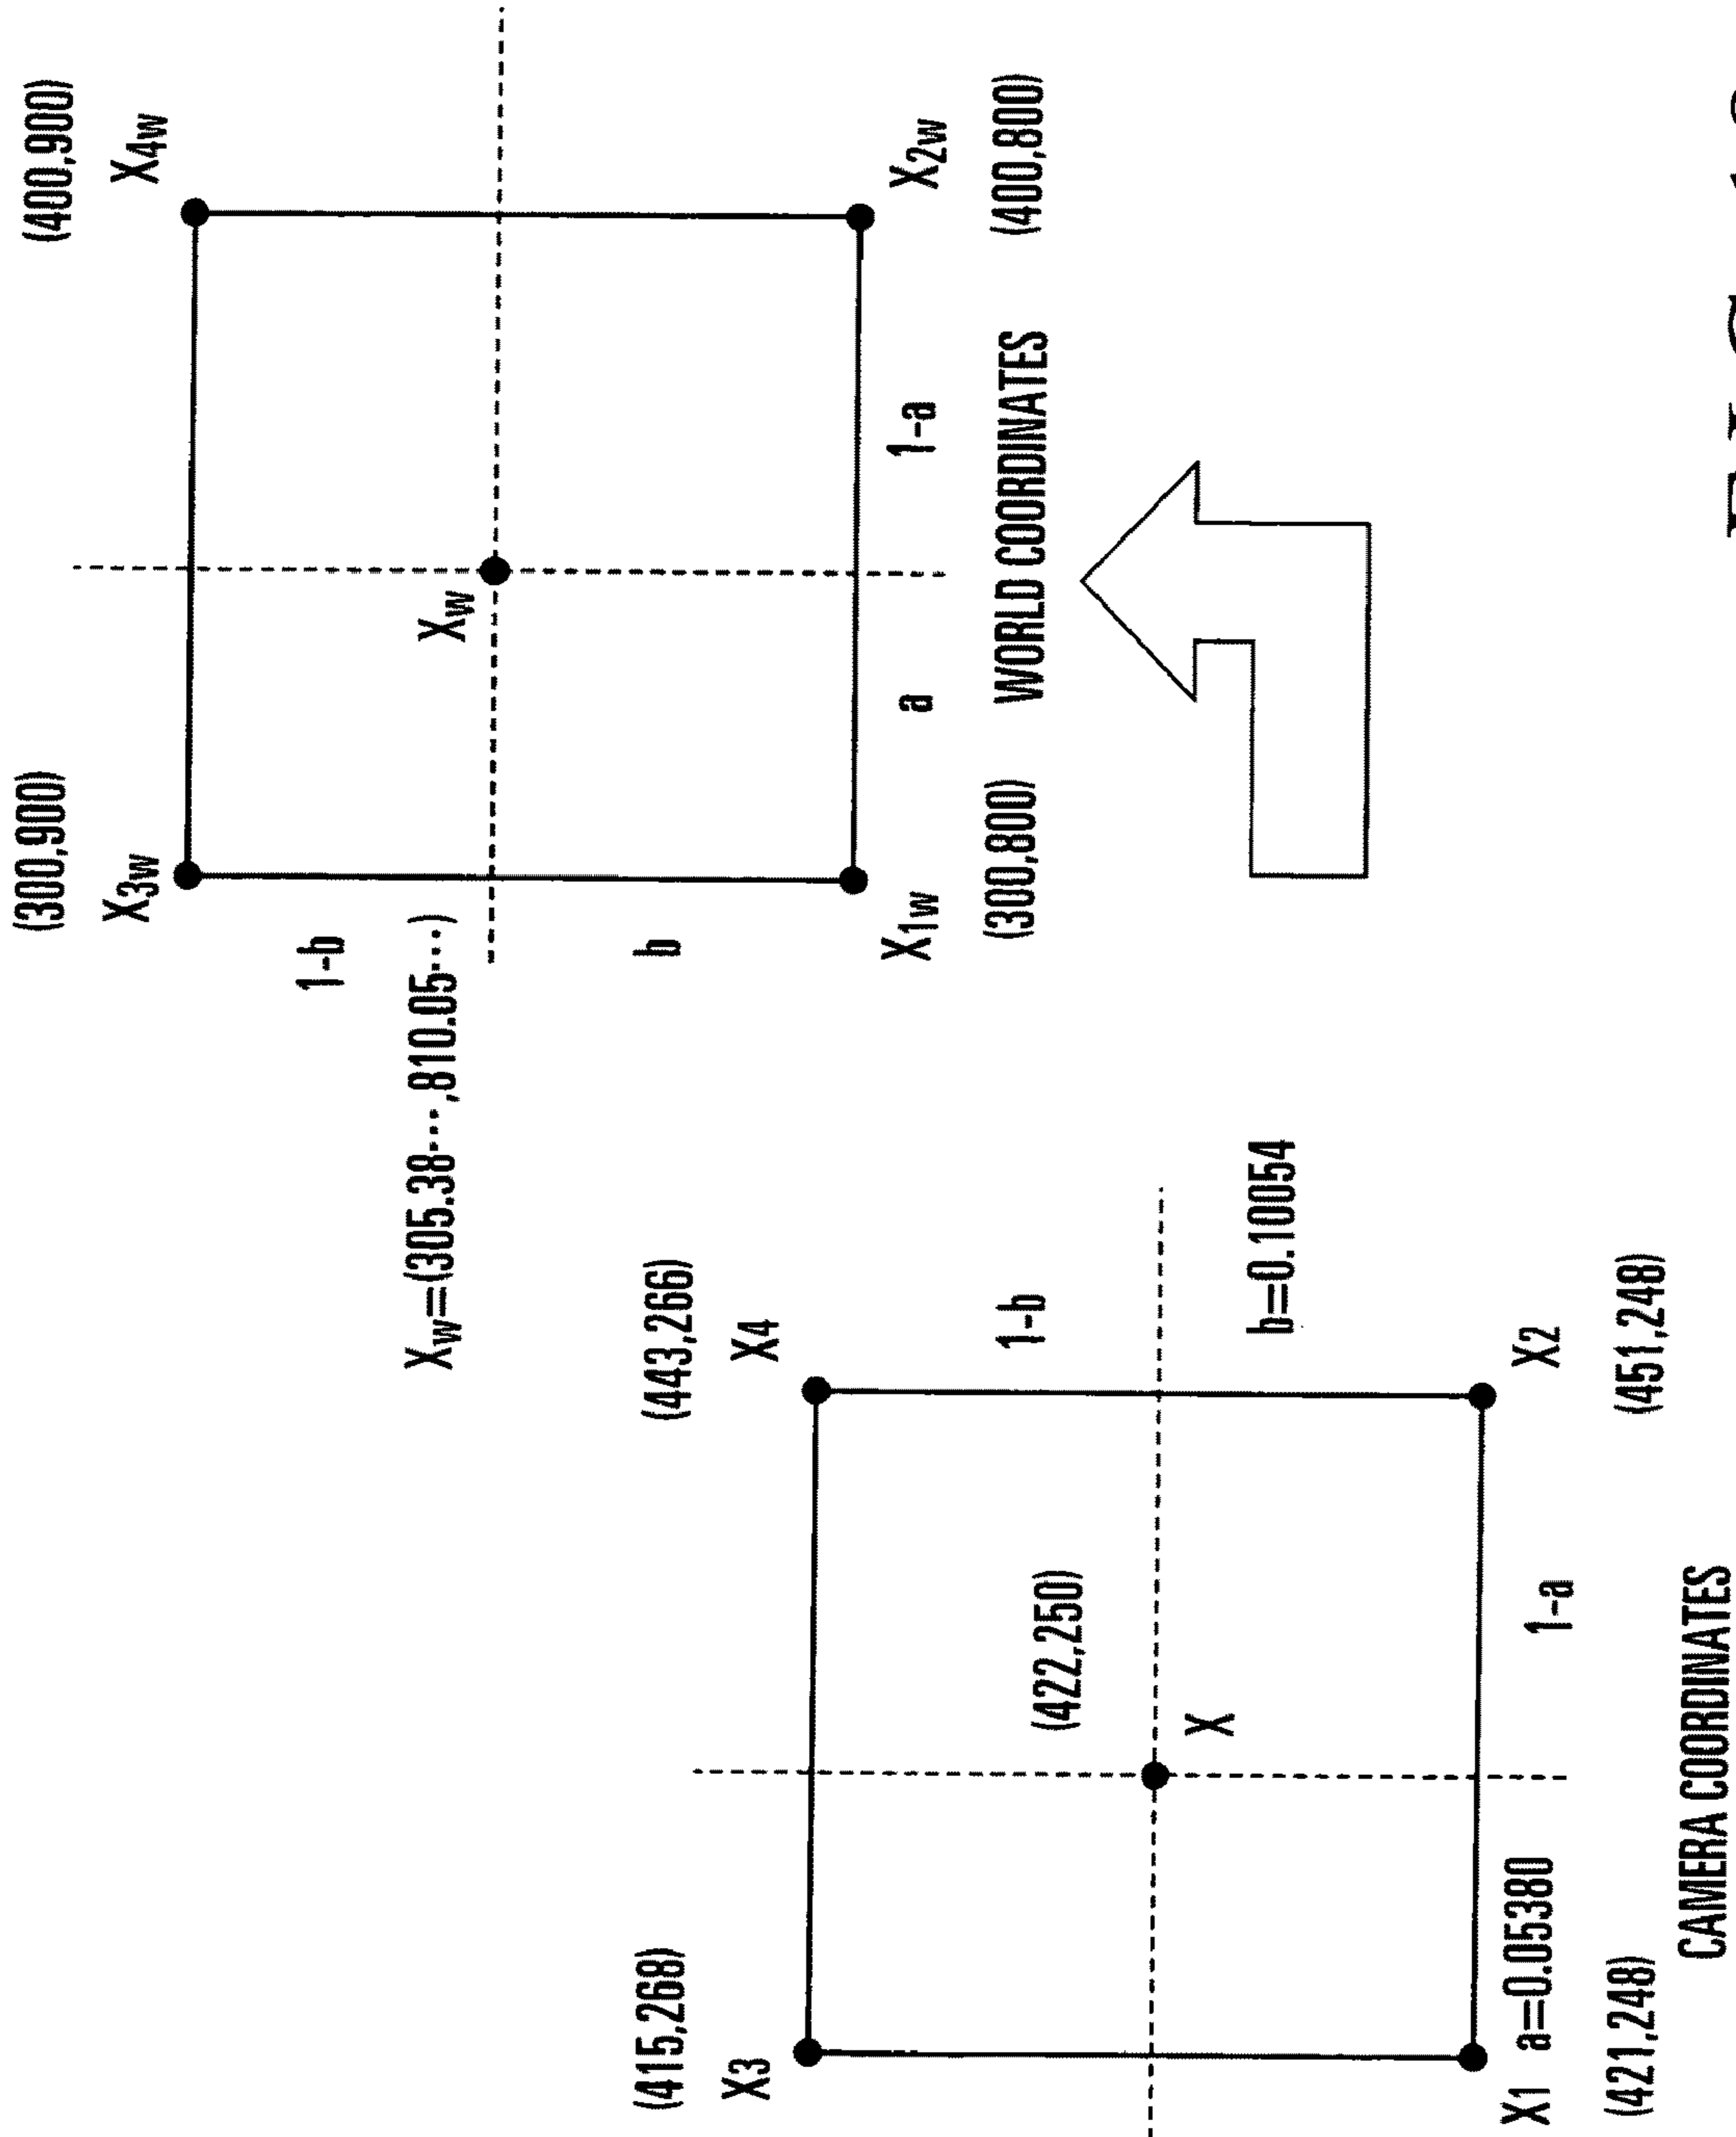 (300,900)
(400,900)
X3w
X4w
1-b
Xw
Xw=(305.38···,810.05···)
b
X1w
a
1-a
X2w
(300,800)
WORLD COORDINATES
(400,800)
(415,268)
(443,266)
X3
X4
1-b
(422,250)
X
b=0.10054
X1
a=0.05380
1-a
X2
(421,248)
(451,248)
CAMERA COORDINATES